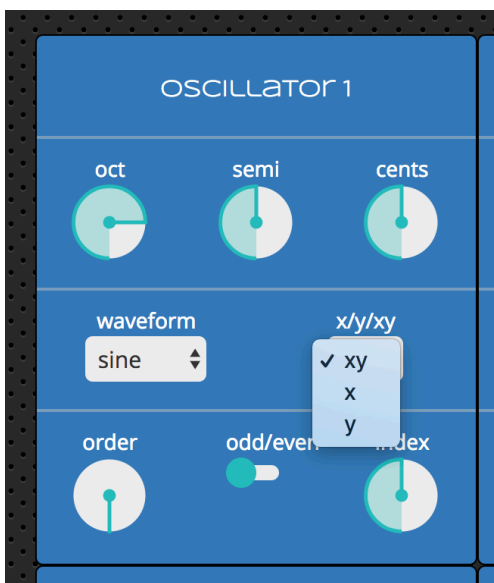 oscillator 1
oct semi cents
waveform x/y/xy
sine
xy
x
y
order odd/even index